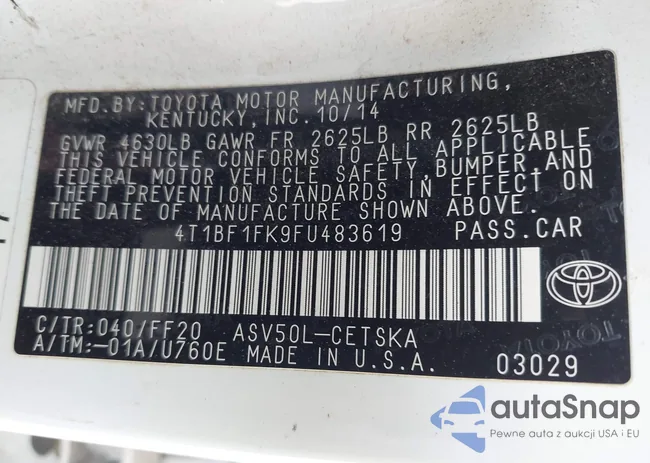 MFD.BY:TOYOTA MOTOR MANUFACTURING,
KENTUCKY,INC.10/14
GVWR 4630LB GAWR FR 2625LB RR 2625LB
THIS VEHICLE CONFORMS TO ALL APPLICABLE
FEDERAL MOTOR VEHICLE SAFETY,BUMPER,AND
THEFT PREVENTION STANDARDS IN EFFECT ON
THE DATE OF MANUFACTURE SHOWN ABOVE.
4T1BF1FK9FU483619 PASS.CAR
C/TR:040/FF20 ASV50L-CETSKA
A/TM:-01A/U760E MADE IN U.S.A. 03029
autaSnap
Pewne auta z aukcji USA i EU